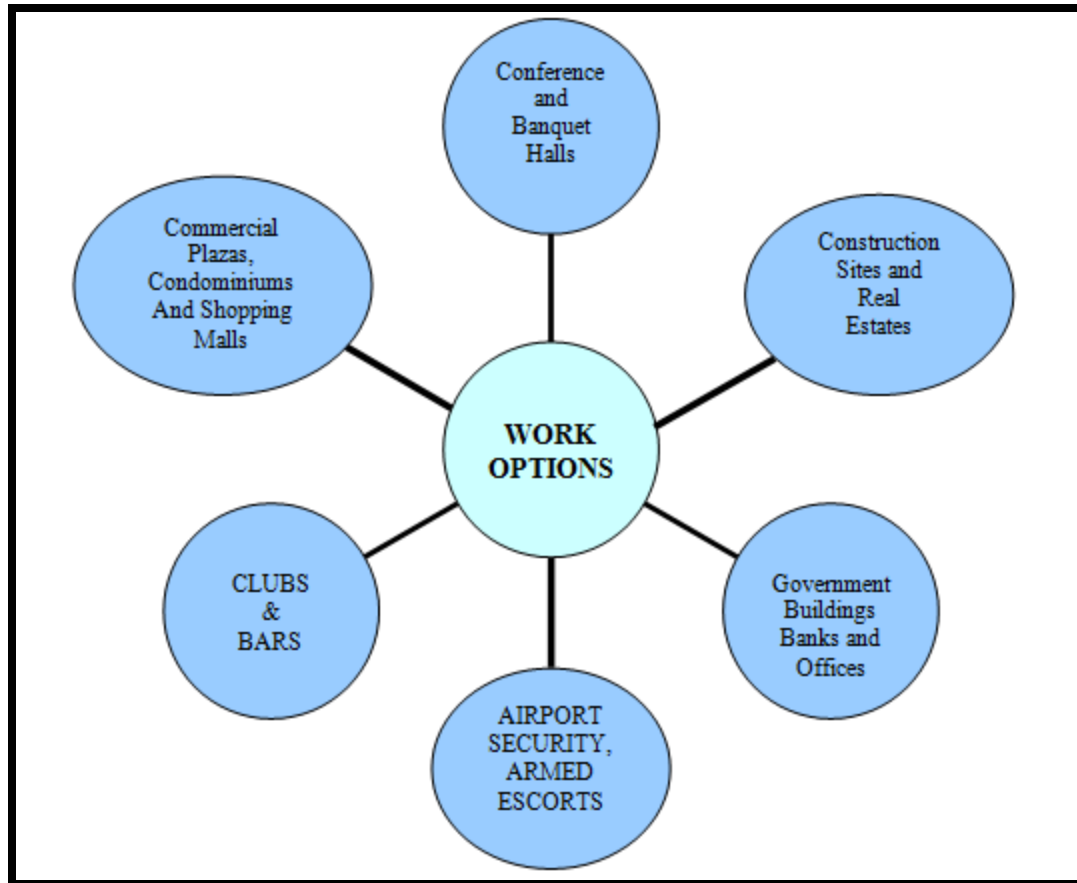 Conference
and
Banquet
Halls
Commercial
Plazas,
Condominiums
And Shopping
Malls
Construction
Sites and
Real
Estates
WORK
OPTIONS
CLUBS
&
BARS
Government
Buildings
Banks and
Offices
AIRPORT
SECURITY,
ARMED
ESCORTS